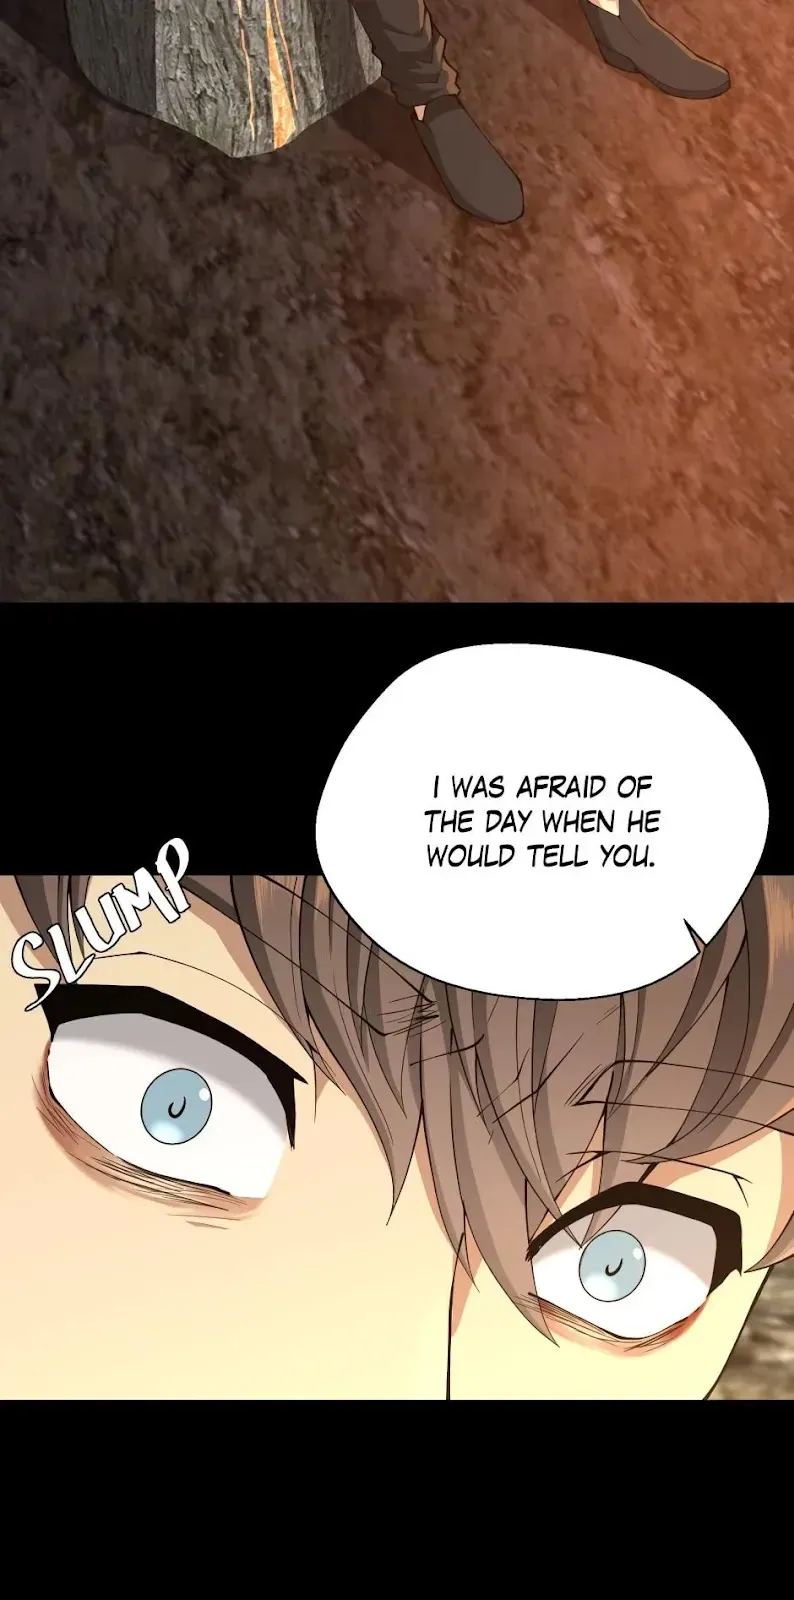 I WAS AFRAID OF
THE DAY WHEN HE
WOULD TELL YOU.
SLUMP